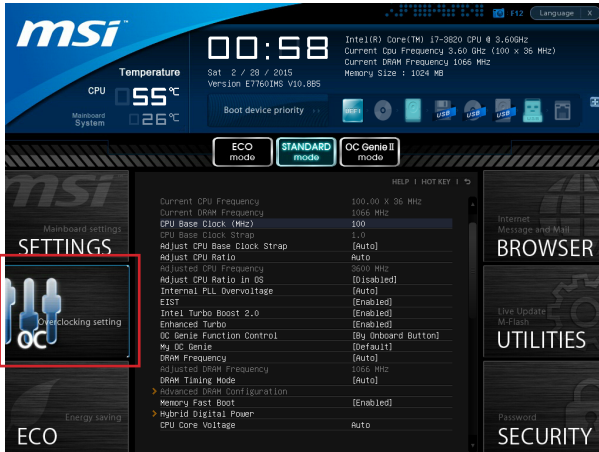 msi
F12 Language X
00:58
Intel(R) Core(TM) i7-3820 CPU @ 3.60GHz
Current Cpu Frequency 3.60 GHz (100 x 36 MHz)
Current DRAM Frequency 1066 MHz
Memory Size : 1024 MB
Temperature
Sat 2 / 28 / 2015
Version E7760IMS V10.8B5
CPU 55°C
Mainboard
System 26°C
Boot device priority
UEFI USB USB USB
ECO mode
STANDARD mode
OC Genie II mode
HELP | HOT KEY |
msi
Mainboard settings
SETTINGS
Overclocking setting
OC
Energy saving
ECO
Current CPU Frequency 100.00 X 36 MHz
Current DRAM Frequency 1066 MHz
CPU Base Clock (MHz) 100
CPU Base Clock Strap 1.0
Adjust CPU Base Clock Strap [Auto]
Adjust CPU Ratio Auto
Adjusted CPU Frequency 3600 MHz
Adjust CPU Ratio in OS [Disabled]
Internal PLL Overvoltage [Auto]
EIST [Enabled]
Intel Turbo Boost 2.0 [Enabled]
Enhanced Turbo [Enabled]
OC Genie Function Control [By Onboard Button]
My OC Genie [Default]
DRAM Frequency [Auto]
Adjusted DRAM Frequency 1066 MHz
DRAM Timing Mode [Auto]
Advanced DRAM Configuration
Memory Fast Boot [Enabled]
Hybrid Digital Power
CPU Core Voltage Auto
Internet
Message and Mail
BROWSER
Live Update
M-Flash
UTILITIES
Password
SECURITY